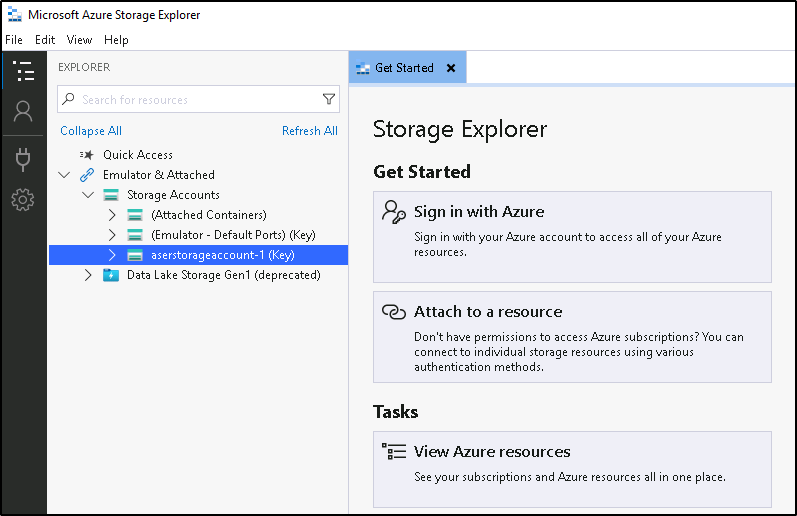 Microsoft Azure Storage Explorer
File Edit View Help
EXPLORER
Search for resources
Collapse All Refresh All
Quick Access
Emulator & Attached
Storage Accounts
(Attached Containers)
(Emulator - Default Ports) (Key)
aserstorageaccount-1 (Key)
Data Lake Storage Gen1 (deprecated)
Get Started
Storage Explorer
Get Started
Sign in with Azure
Sign in with your Azure account to access all of your Azure
resources.
Attach to a resource
Don't have permissions to access Azure subscriptions? You can
connect to individual storage resources using various
authentication methods.
Tasks
View Azure resources
See your subscriptions and Azure resources all in one place.